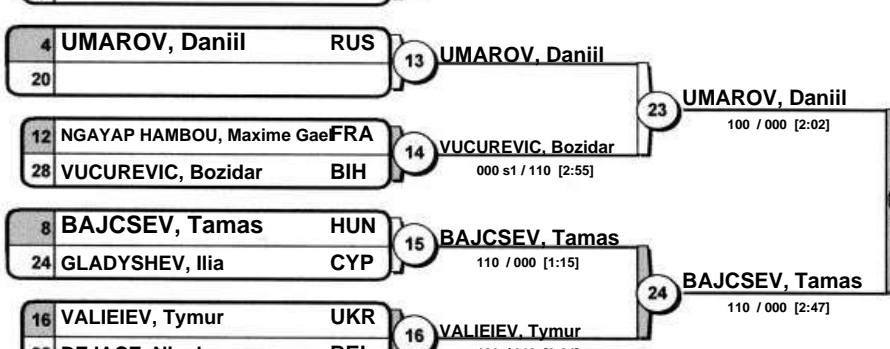 4 UMAROV, Daniil RUS
20
13
UMAROV, Daniil
12 NGAYAP HAMBOU, Maxime Gael FRA
28 VUCUREVIC, Bozidar BIH
14
VUCUREVIC, Bozidar
000 s1 / 110 [2:55]
23
UMAROV, Daniil
100 / 000 [2:02]
8 BAJCSEV, Tamas HUN
24 GLADYSHEV, Ilia CYP
15
BAJCSEV, Tamas
110 / 000 [1:15]
16 VALIEIEV, Tymur UKR
16
VALIEIEV, Tymur
24
BAJCSEV, Tamas
110 / 000 [2:47]